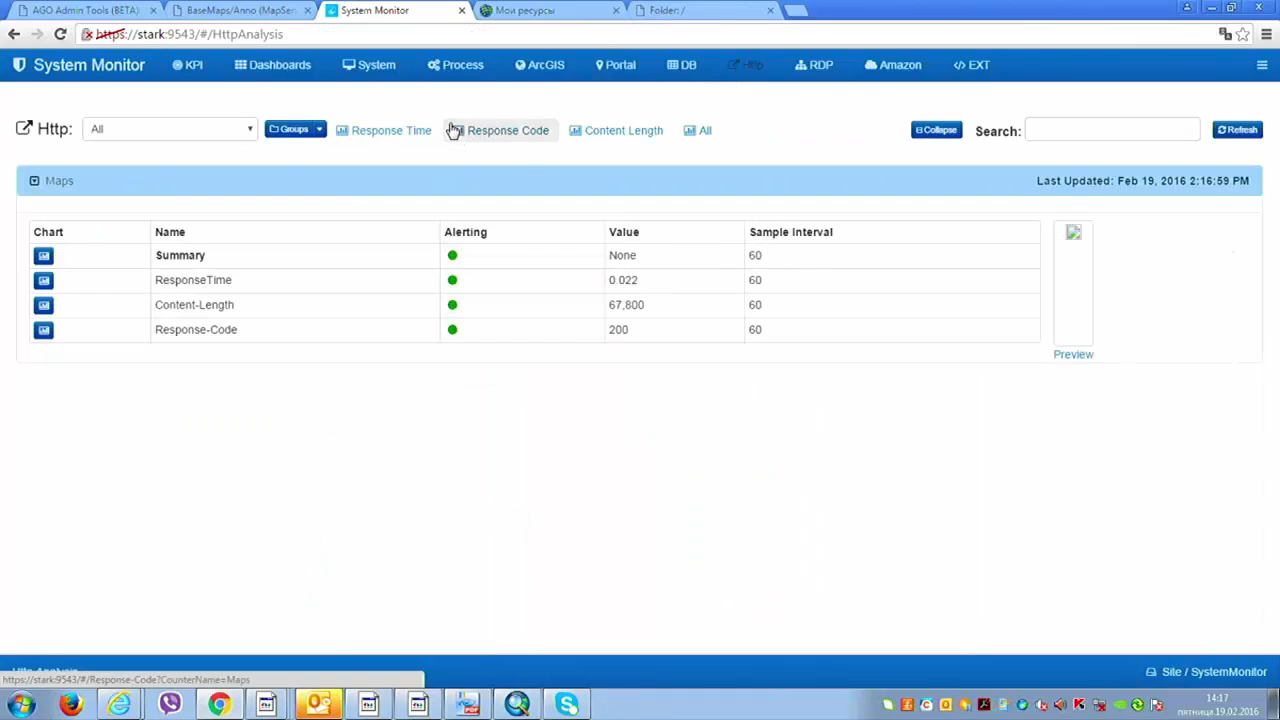 AGO Admin Tools (BETA)
BaseMaps/Anno (MapSer
System Monitor
Мои ресурсы
Folder: /
https://stark:9543/#/HttpAnalysis
System Monitor
KPI
Dashboards
System
Process
ArcGIS
Portal
DB
Http
RDP
Amazon
EXT
Http:
All
Groups
Response Time
Response Code
Content Length
All
Collapse
Search:
Refresh
Maps
Last Updated: Feb 19, 2016 2:16:59 PM
Chart Name Alerting Value Sample Interval
Summary None 60
ResponseTime 0.022 60
Content-Length 67,800 60
Response-Code 200 60
Preview
Http Analysis
Site / SystemMonitor
https://stark:9543/#/Response-Code?CounterName=Maps
14:17
пятница, 19.02.2016